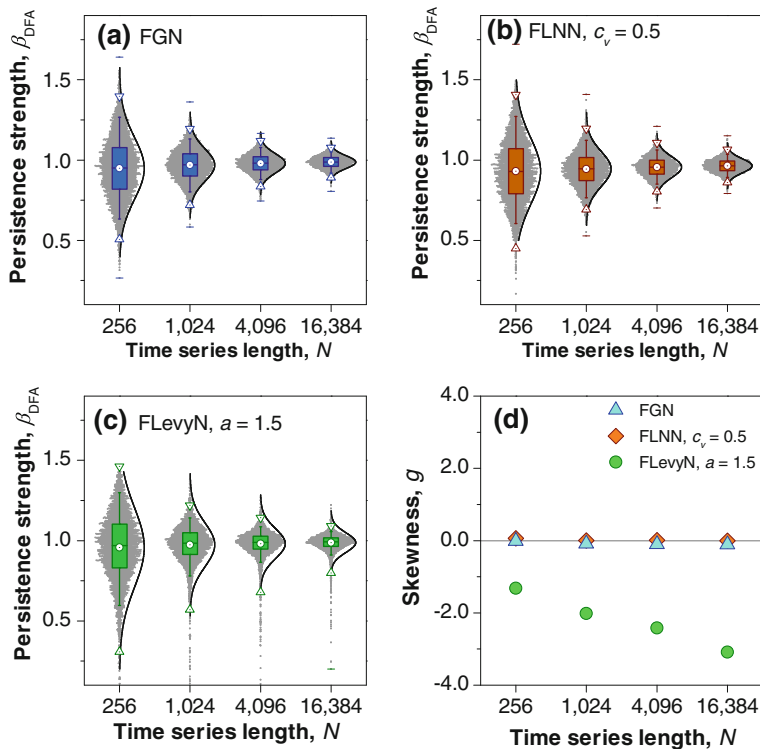 (a) FGN
Persistence strength, βDFA
1.5
1.0
0.5
256 1,024 4,096 16,384
Time series length, N
(b) FLNN, cv = 0.5
Persistence strength, βDFA
1.5
1.0
0.5
256 1,024 4,096 16,384
Time series length, N
(c) FLevyN, a = 1.5
Persistence strength, βDFA
1.5
1.0
0.5
256 1,024 4,096 16,384
Time series length, N
(d)
FGN
FLNN, cv = 0.5
FLevyN, a = 1.5
Skewness, g
4.0
2.0
0.0
-2.0
-4.0
256 1,024 4,096 16,384
Time series length, N